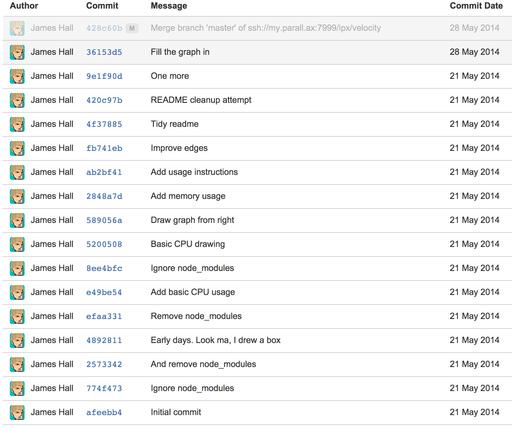 Author Commit Message Commit Date
James Hall 428c60b M Merge branch 'master' of ssh://my.parall.ax:7999/ipx/velocity 28 May 2014
James Hall 36153d5 Fill the graph in 28 May 2014
James Hall 9e1f90d One more 21 May 2014
James Hall 420c97b README cleanup attempt 21 May 2014
James Hall 4f37885 Tidy readme 21 May 2014
James Hall fb741eb Improve edges 21 May 2014
James Hall ab2bf41 Add usage instructions 21 May 2014
James Hall 2848a7d Add memory usage 21 May 2014
James Hall 589056a Draw graph from right 21 May 2014
James Hall 5200508 Basic CPU drawing 21 May 2014
James Hall 8ee4bfc Ignore node_modules 21 May 2014
James Hall e49be54 Add basic CPU usage 21 May 2014
James Hall efaa331 Remove node_modules 21 May 2014
James Hall 4892811 Early days. Look ma, I drew a box 21 May 2014
James Hall 2573342 And remove node_modules 21 May 2014
James Hall 774f473 Ignore node_modules 21 May 2014
James Hall afeebb4 Initial commit 21 May 2014